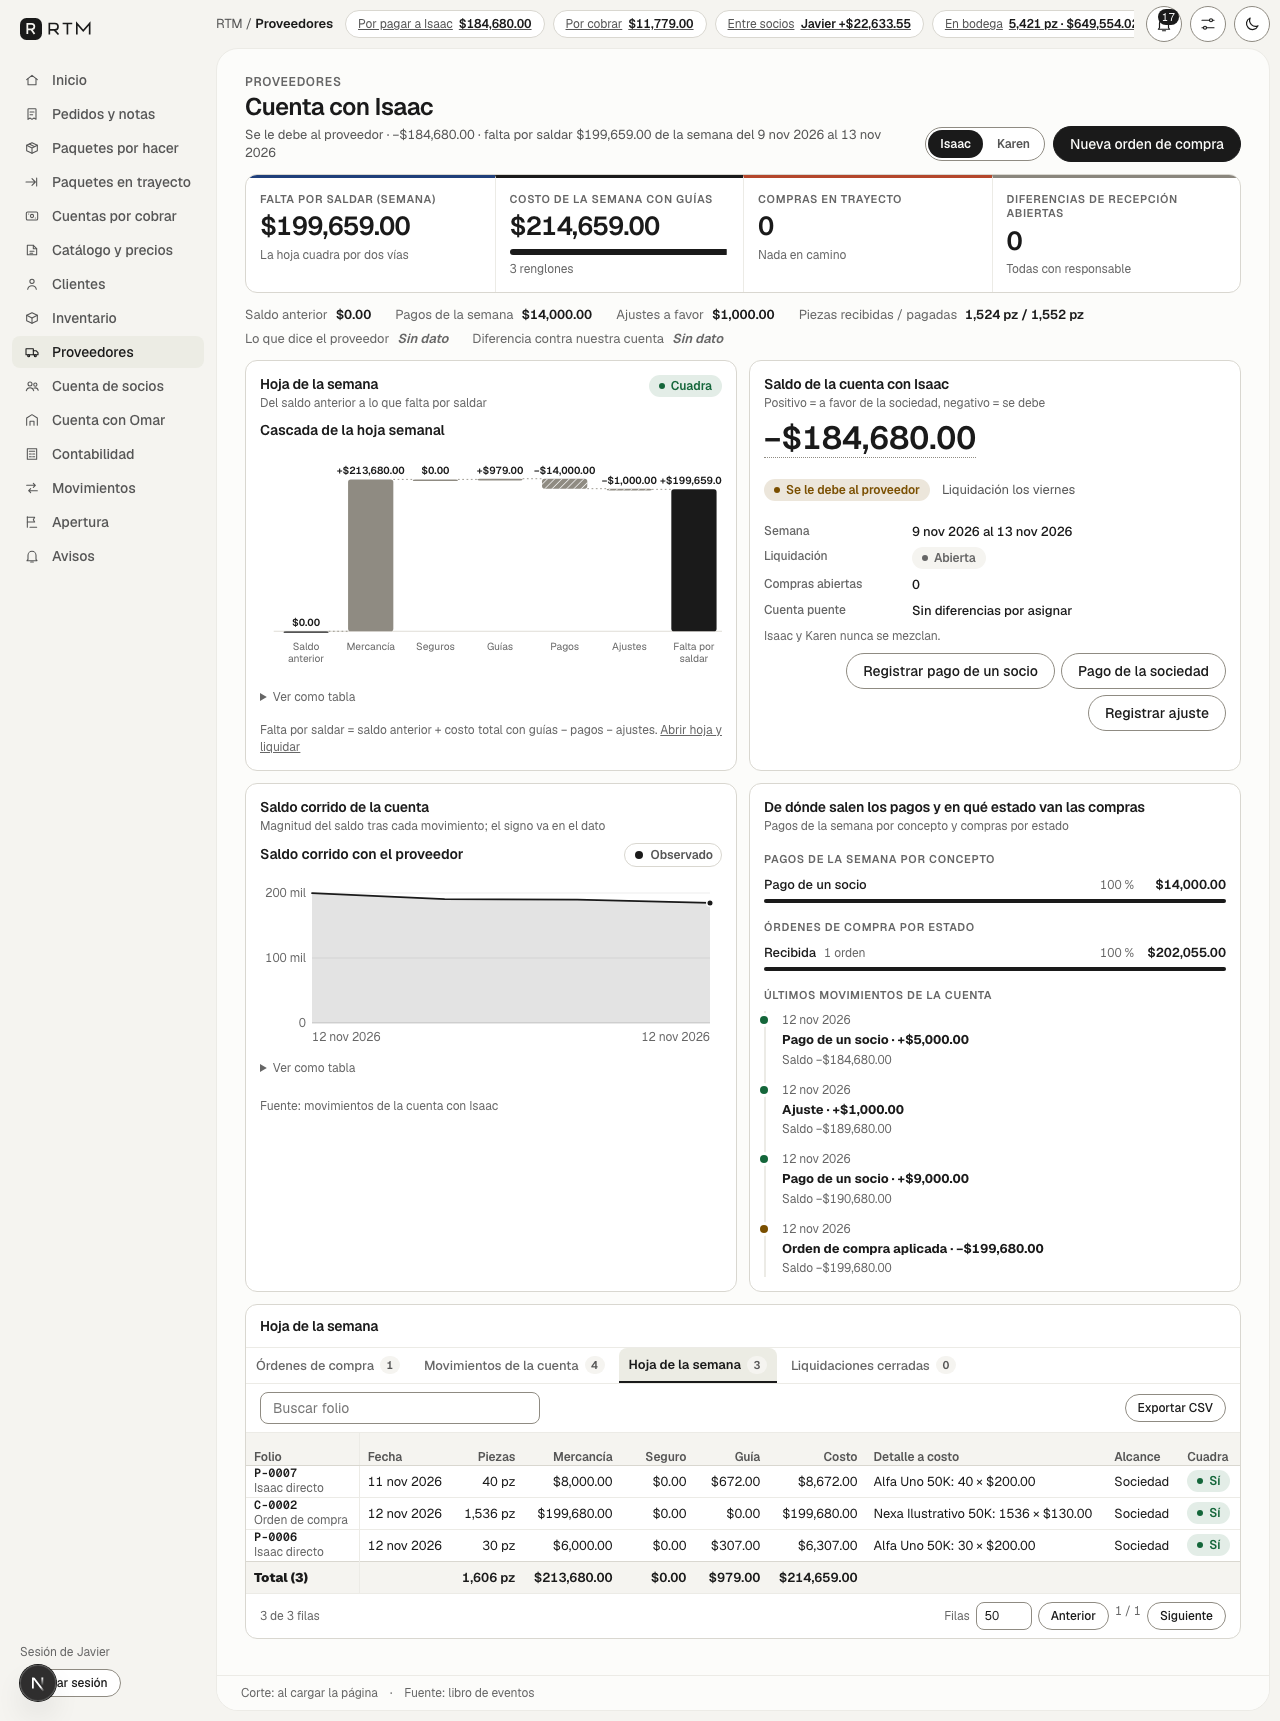 R RTM
RTM / Proveedores
Por pagar a Isaac $184,680.00
Por cobrar $11,779.00
Entre socios Javier +$22,633.55
En bodega 5,421 pz · $649,554.02
17
Inicio
Pedidos y notas
Paquetes por hacer
Paquetes en trayecto
Cuentas por cobrar
Catálogo y precios
Clientes
Inventario
Proveedores
Cuenta de socios
Cuenta con Omar
Contabilidad
Movimientos
Apertura
Avisos
Sesión de Javier
N
ar sesión
PROVEEDORES
Cuenta con Isaac
Se le debe al proveedor · −$184,680.00 · falta por saldar $199,659.00 de la semana del 9 nov 2026 al 13 nov
2026
Isaac Karen
Nueva orden de compra
FALTA POR SALDAR (SEMANA)
$199,659.00
La hoja cuadra por dos vías
COSTO DE LA SEMANA CON GUÍAS
$214,659.00
3 renglones
COMPRAS EN TRAYECTO
0
Nada en camino
DIFERENCIAS DE RECEPCIÓN
ABIERTAS
0
Todas con responsable
Saldo anterior $0.00 Pagos de la semana $14,000.00 Ajustes a favor $1,000.00 Piezas recibidas / pagadas 1,524 pz / 1,552 pz
Lo que dice el proveedor Sin dato Diferencia contra nuestra cuenta Sin dato
Hoja de la semana
Cuadra
Del saldo anterior a lo que falta por saldar
Cascada de la hoja semanal
+$213,680.00 $0.00 +$979.00 −$14,000.00
−$1,000.00 +$199,659.0
$0.00
Saldo anterior Mercancía Seguros Guías Pagos Ajustes Falta por saldar
Ver como tabla
Falta por saldar = saldo anterior + costo total con guías − pagos − ajustes. Abrir hoja y
liquidar
Saldo de la cuenta con Isaac
Positivo = a favor de la sociedad, negativo = se debe
−$184,680.00
Se le debe al proveedor Liquidación los viernes
Semana 9 nov 2026 al 13 nov 2026
Liquidación Abierta
Compras abiertas 0
Cuenta puente Sin diferencias por asignar
Isaac y Karen nunca se mezclan.
Registrar pago de un socio
Pago de la sociedad
Registrar ajuste
Saldo corrido de la cuenta
Magnitud del saldo tras cada movimiento; el signo va en el dato
Saldo corrido con el proveedor
Observado
200 mil
100 mil
0
12 nov 2026 12 nov 2026
Ver como tabla
Fuente: movimientos de la cuenta con Isaac
De dónde salen los pagos y en qué estado van las compras
Pagos de la semana por concepto y compras por estado
PAGOS DE LA SEMANA POR CONCEPTO
Pago de un socio 100 % $14,000.00
ÓRDENES DE COMPRA POR ESTADO
Recibida 1 orden 100 % $202,055.00
ÚLTIMOS MOVIMIENTOS DE LA CUENTA
12 nov 2026
Pago de un socio · +$5,000.00
Saldo −$184,680.00
12 nov 2026
Ajuste · +$1,000.00
Saldo −$189,680.00
12 nov 2026
Pago de un socio · +$9,000.00
Saldo −$190,680.00
12 nov 2026
Orden de compra aplicada · −$199,680.00
Saldo −$199,680.00
Hoja de la semana
Órdenes de compra 1 Movimientos de la cuenta 4 Hoja de la semana 3 Liquidaciones cerradas 0
Buscar folio
Exportar CSV
Folio Fecha Piezas Mercancía Seguro Guía Costo Detalle a costo Alcance Cuadra
P-0007
Isaac directo 11 nov 2026 40 pz $8,000.00 $0.00 $672.00 $8,672.00 Alfa Uno 50K: 40 × $200.00 Sociedad Sí
C-0002
Orden de compra 12 nov 2026 1,536 pz $199,680.00 $0.00 $0.00 $199,680.00 Nexa Ilustrativo 50K: 1536 × $130.00 Sociedad Sí
P-0006
Isaac directo 12 nov 2026 30 pz $6,000.00 $0.00 $307.00 $6,307.00 Alfa Uno 50K: 30 × $200.00 Sociedad Sí
Total (3) 1,606 pz $213,680.00 $0.00 $979.00 $214,659.00
3 de 3 filas
Filas 50 Anterior 1 / 1 Siguiente
Corte: al cargar la página · Fuente: libro de eventos